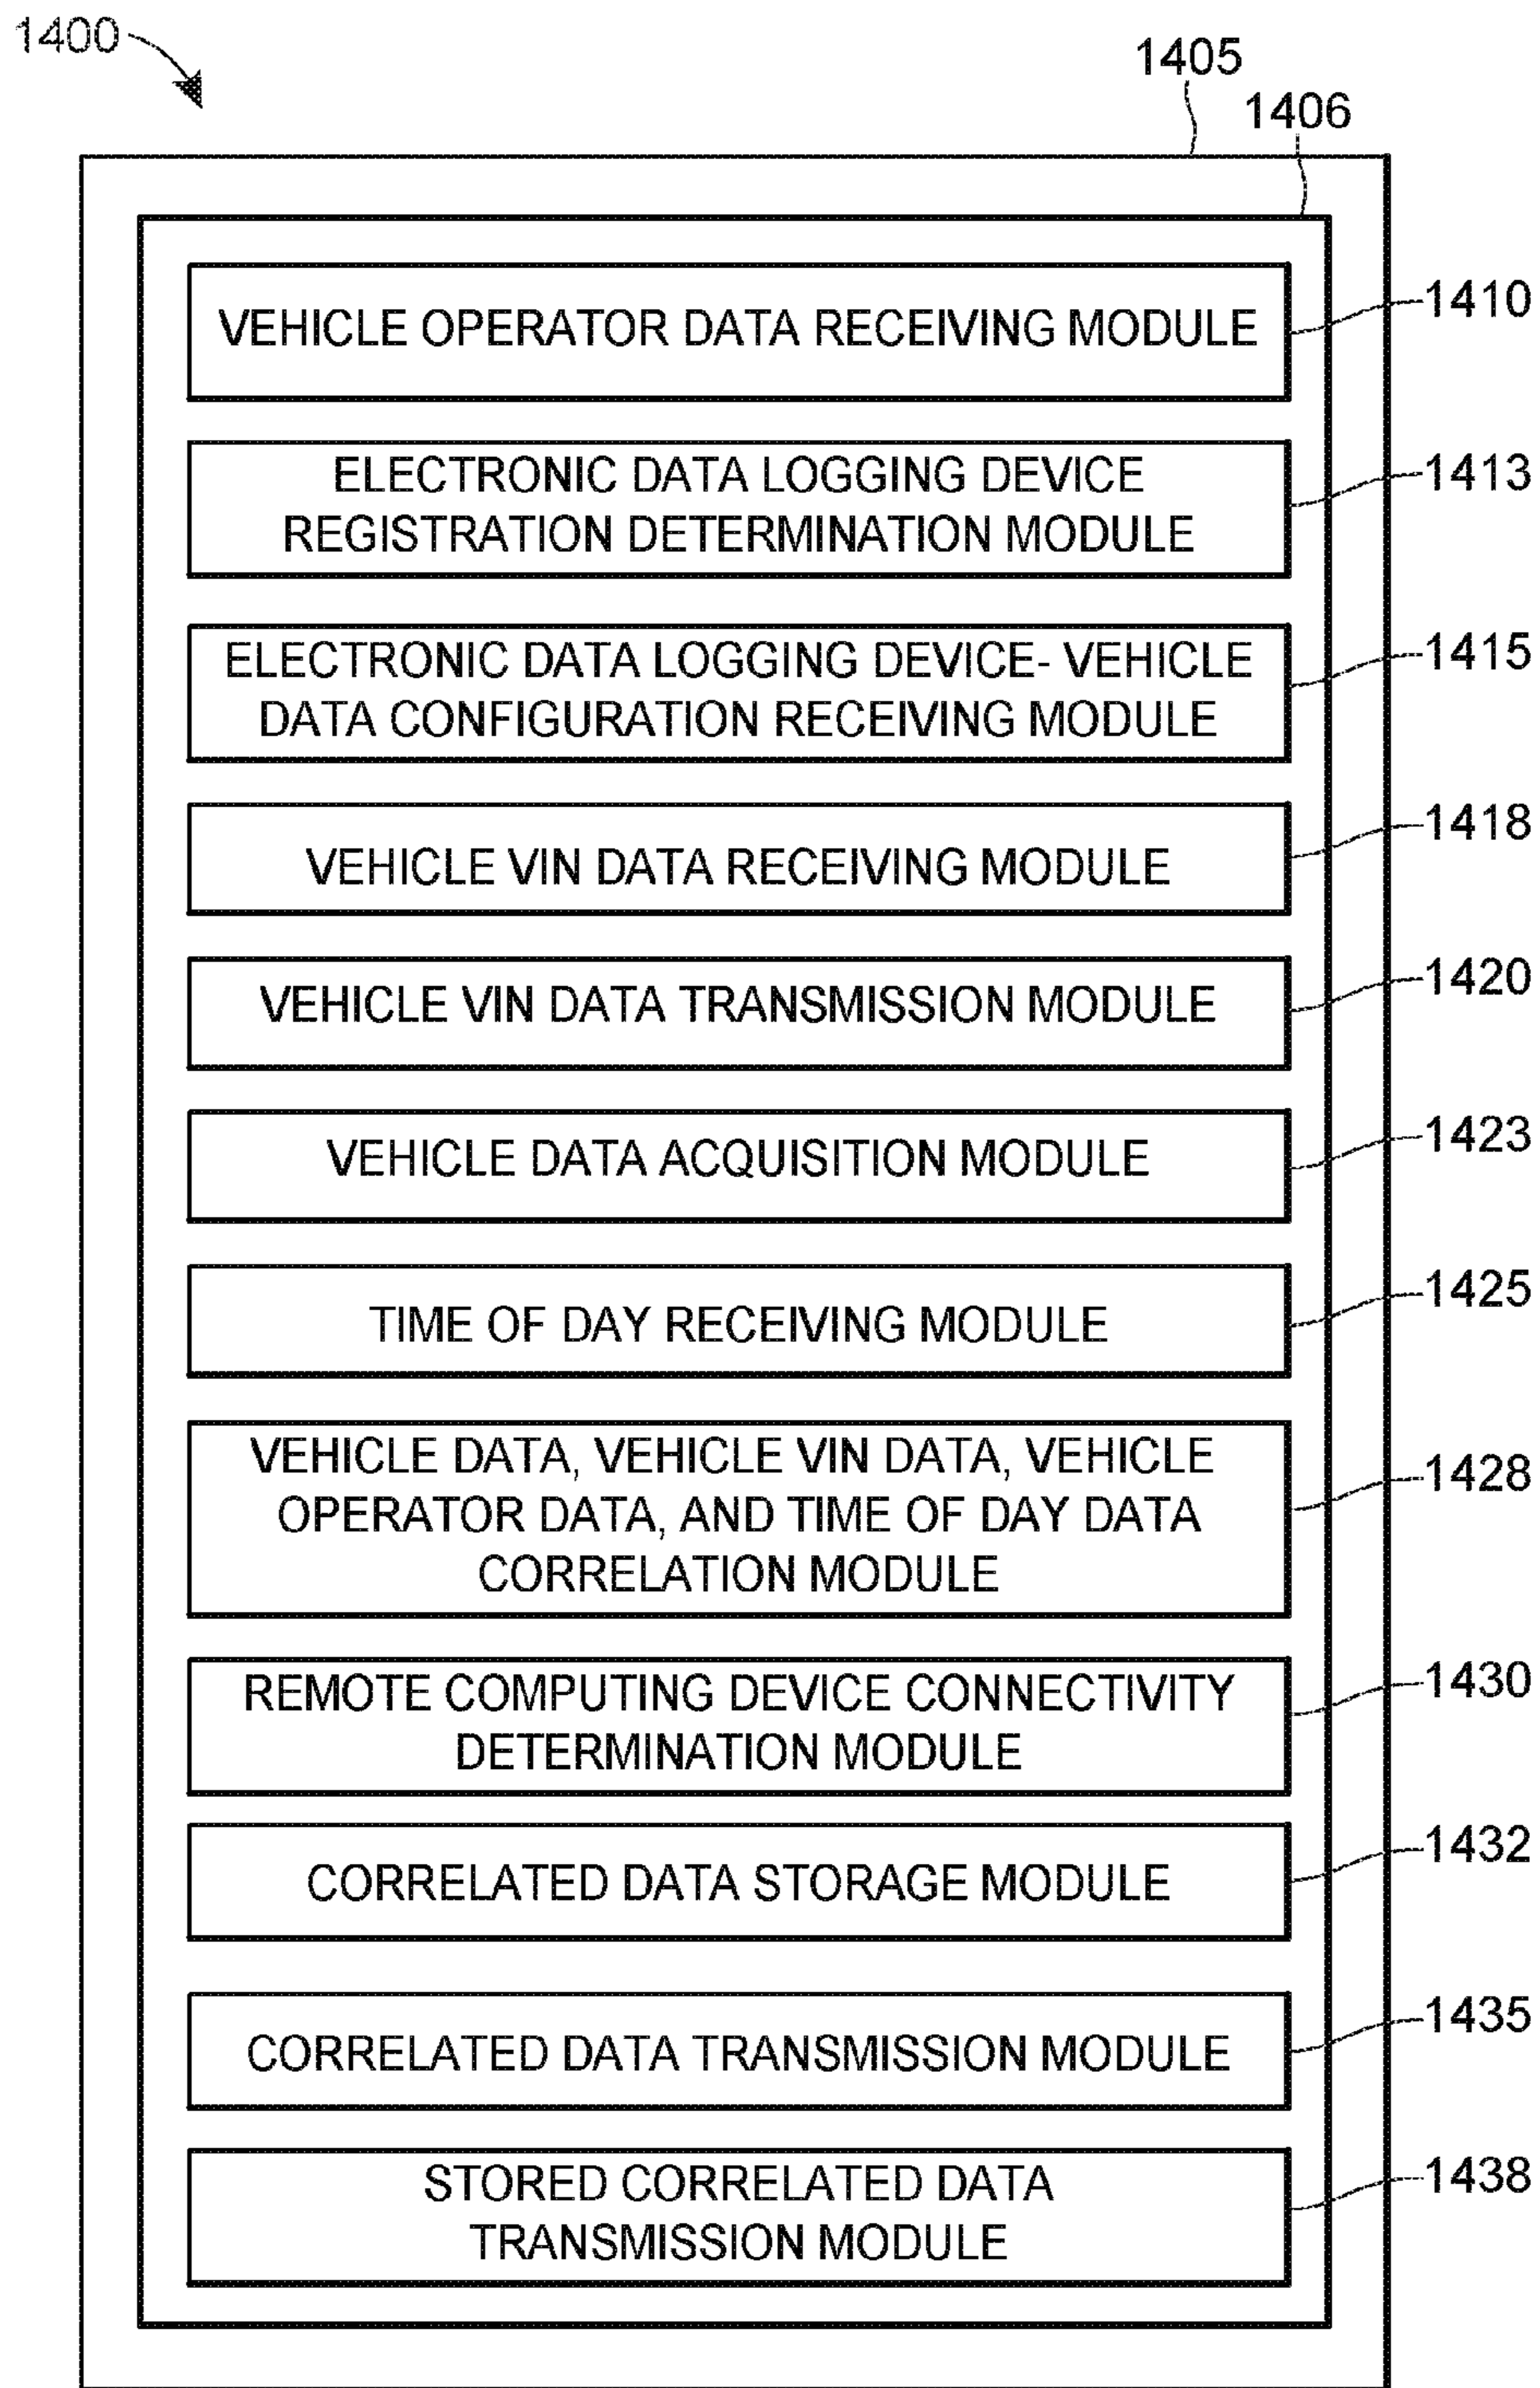 1400
1405
1406
VEHICLE OPERATOR DATA RECEIVING MODULE
1410
ELECTRONIC DATA LOGGING DEVICE
REGISTRATION DETERMINATION MODULE
1413
ELECTRONIC DATA LOGGING DEVICE- VEHICLE
DATA CONFIGURATION RECEIVING MODULE
1415
VEHICLE VIN DATA RECEIVING MODULE
1418
VEHICLE VIN DATA TRANSMISSION MODULE
1420
VEHICLE DATA ACQUISITION MODULE
1423
TIME OF DAY RECEIVING MODULE
1425
VEHICLE DATA, VEHICLE VIN DATA, VEHICLE
OPERATOR DATA, AND TIME OF DAY DATA
CORRELATION MODULE
1428
REMOTE COMPUTING DEVICE CONNECTIVITY
DETERMINATION MODULE
1430
CORRELATED DATA STORAGE MODULE
1432
CORRELATED DATA TRANSMISSION MODULE
1435
STORED CORRELATED DATA
TRANSMISSION MODULE
1438